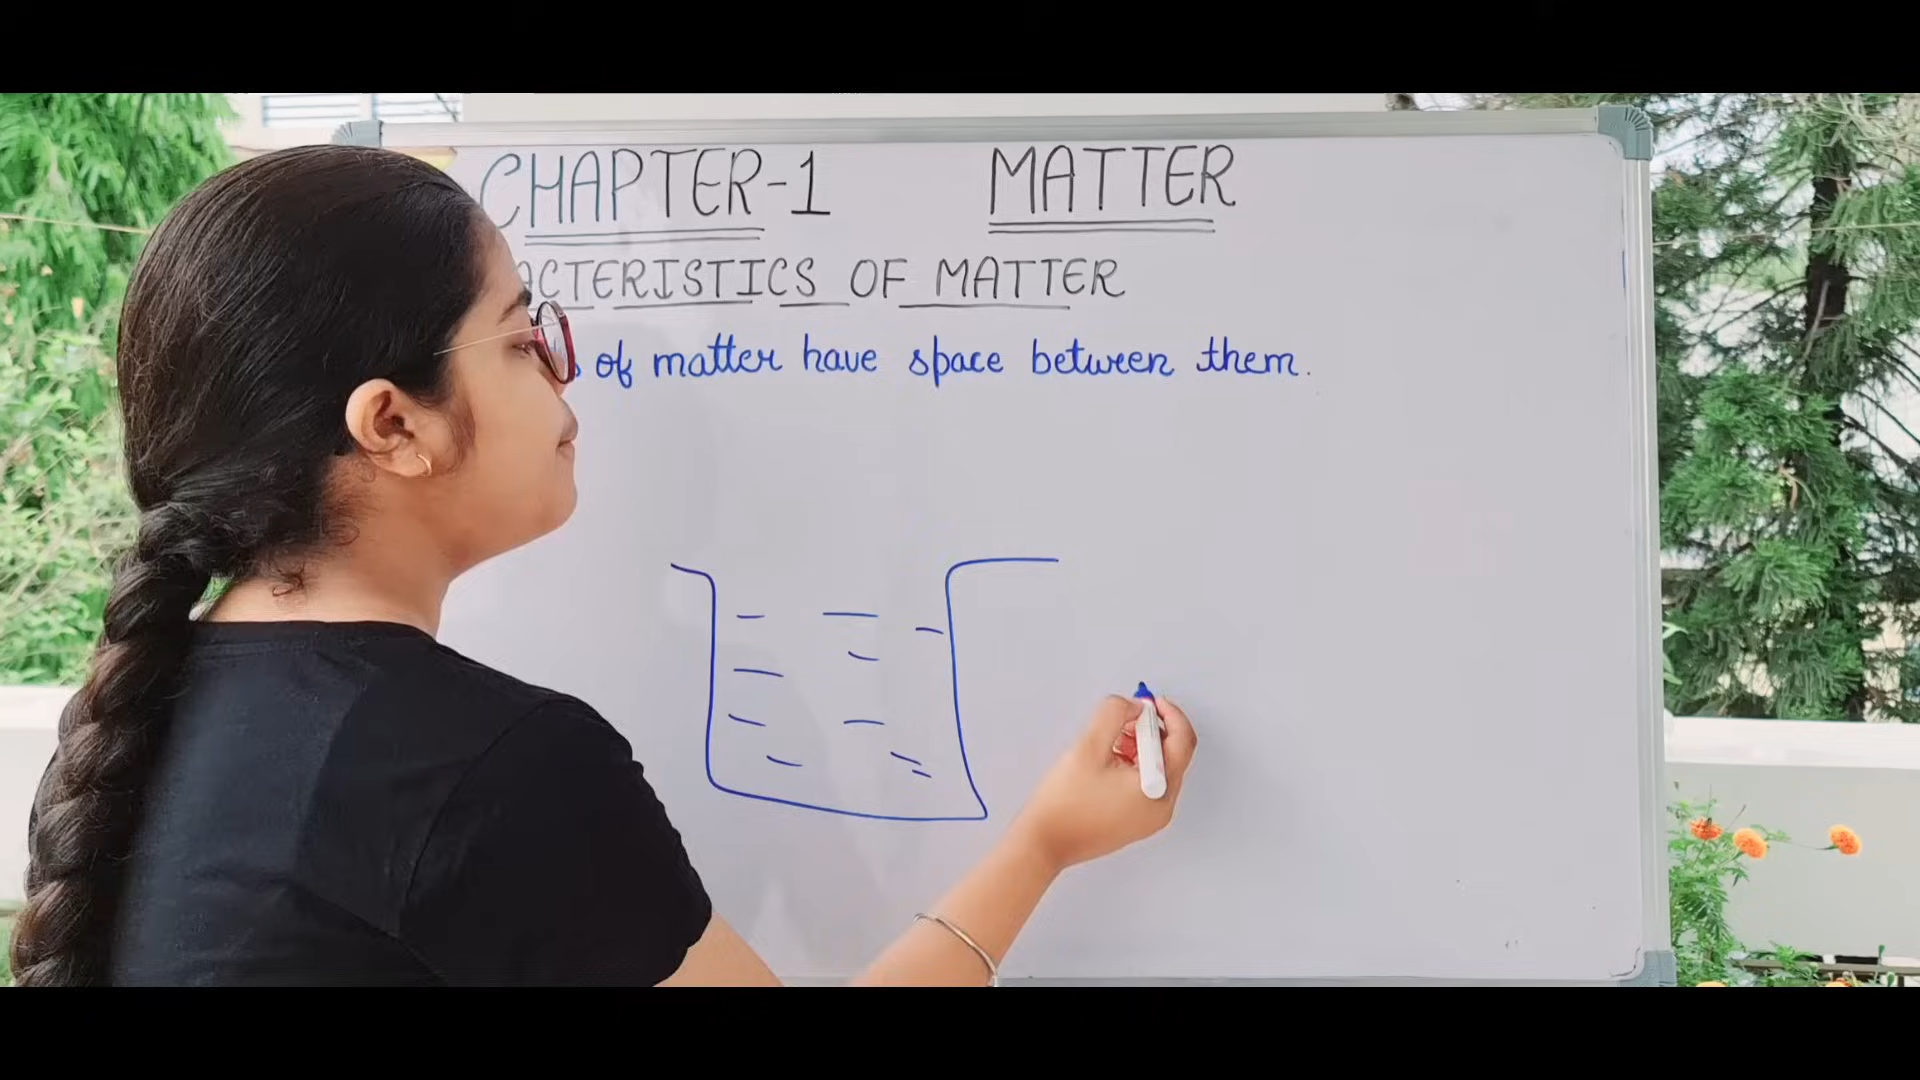 CHAPTER-1 MATTER
ACTERISTICS OF MATTER
of matter have space between them.